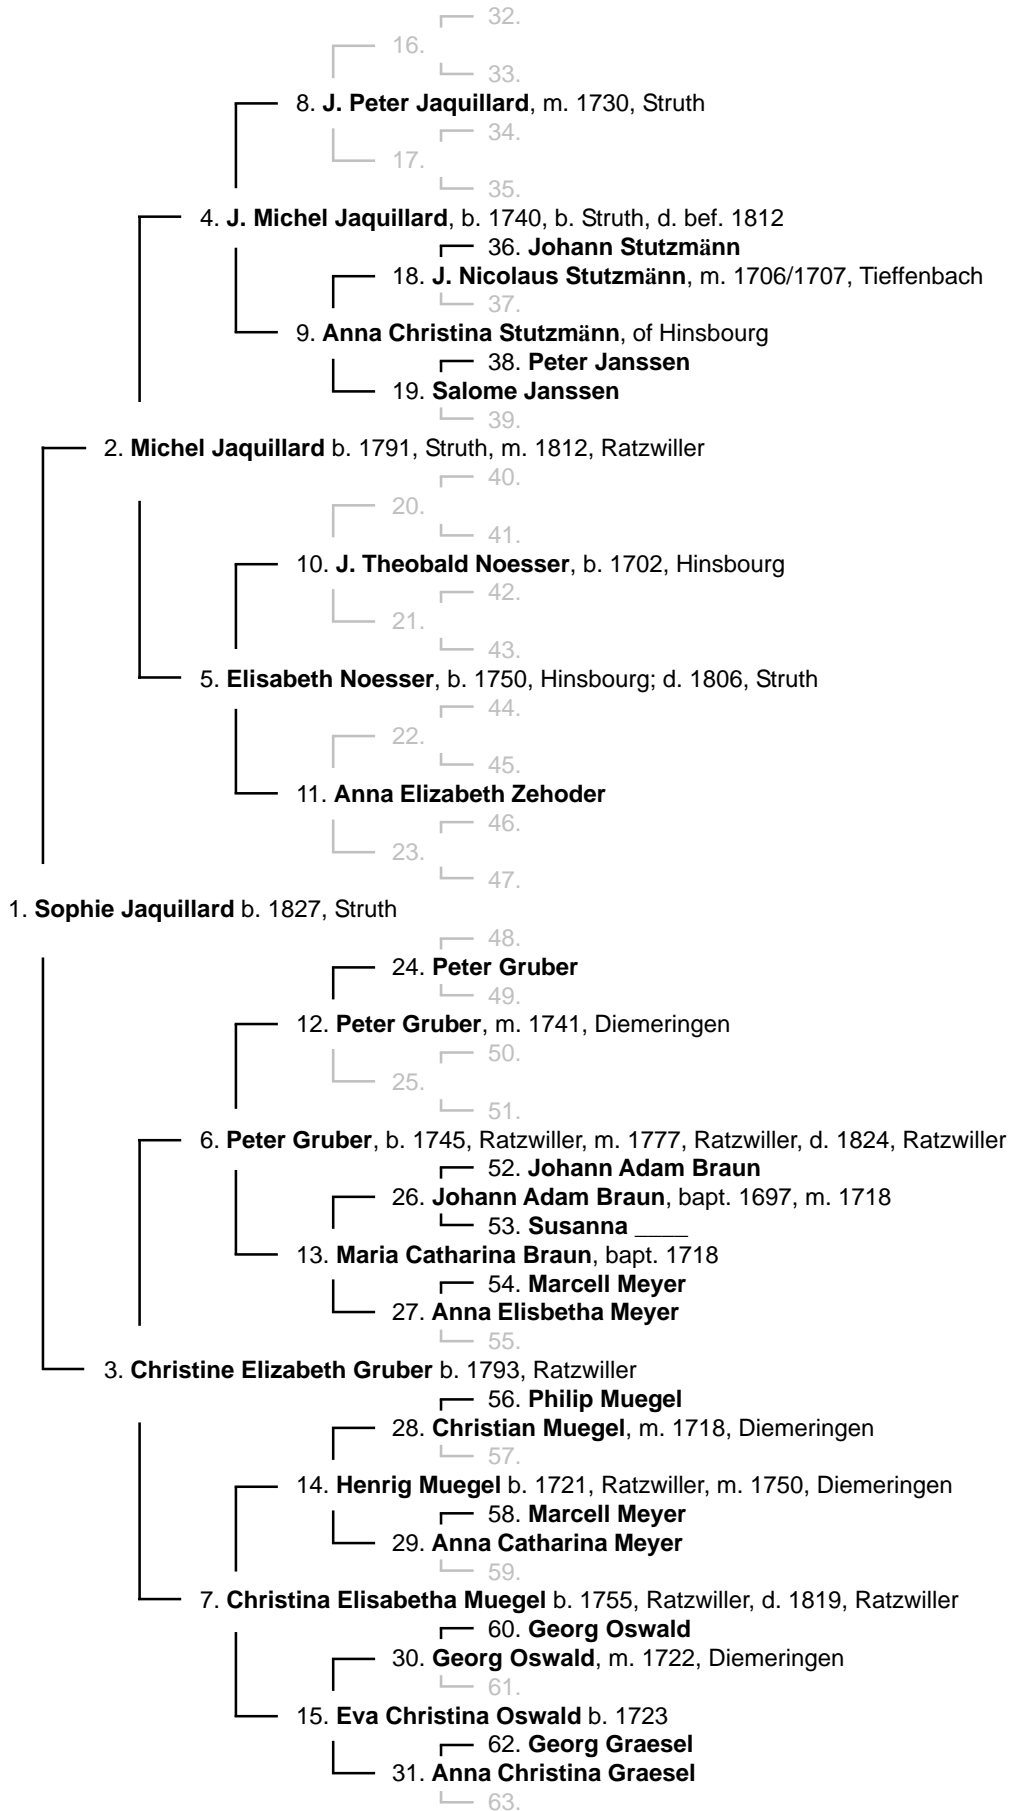 32.
16.
33.
8. J. Peter Jaquillard, m. 1730, Struth
34.
17.
35.
4. J. Michel Jaquillard, b. 1740, b. Struth, d. bef. 1812
36. Johann Stutzmänn
18. J. Nicolaus Stutzmänn, m. 1706/1707, Tieffenbach
37.
9. Anna Christina Stutzmänn, of Hinsbourg
38. Peter Janssen
19. Salome Janssen
39.
2. Michel Jaquillard b. 1791, Struth, m. 1812, Ratzwiller
40.
20.
41.
10. J. Theobald Noesser, b. 1702, Hinsbourg
42.
21.
43.
5. Elisabeth Noesser, b. 1750, Hinsbourg; d. 1806, Struth
44.
22.
45.
11. Anna Elizabeth Zehoder
46.
23.
47.
1. Sophie Jaquillard b. 1827, Struth
48.
24. Peter Gruber
49.
12. Peter Gruber, m. 1741, Diemeringen
50.
25.
51.
6. Peter Gruber, b. 1745, Ratzwiller, m. 1777, Ratzwiller, d. 1824, Ratzwiller
52. Johann Adam Braun
26. Johann Adam Braun, bapt. 1697, m. 1718
53. Susanna ____
13. Maria Catharina Braun, bapt. 1718
54. Marcell Meyer
27. Anna Elisbetha Meyer
55.
3. Christine Elizabeth Gruber b. 1793, Ratzwiller
56. Philip Muegel
28. Christian Muegel, m. 1718, Diemeringen
57.
14. Henrig Muegel b. 1721, Ratzwiller, m. 1750, Diemeringen
58. Marcell Meyer
29. Anna Catharina Meyer
59.
7. Christina Elisabetha Muegel b. 1755, Ratzwiller, d. 1819, Ratzwiller
60. Georg Oswald
30. Georg Oswald, m. 1722, Diemeringen
61.
15. Eva Christina Oswald b. 1723
62. Georg Graesel
31. Anna Christina Graesel
63.